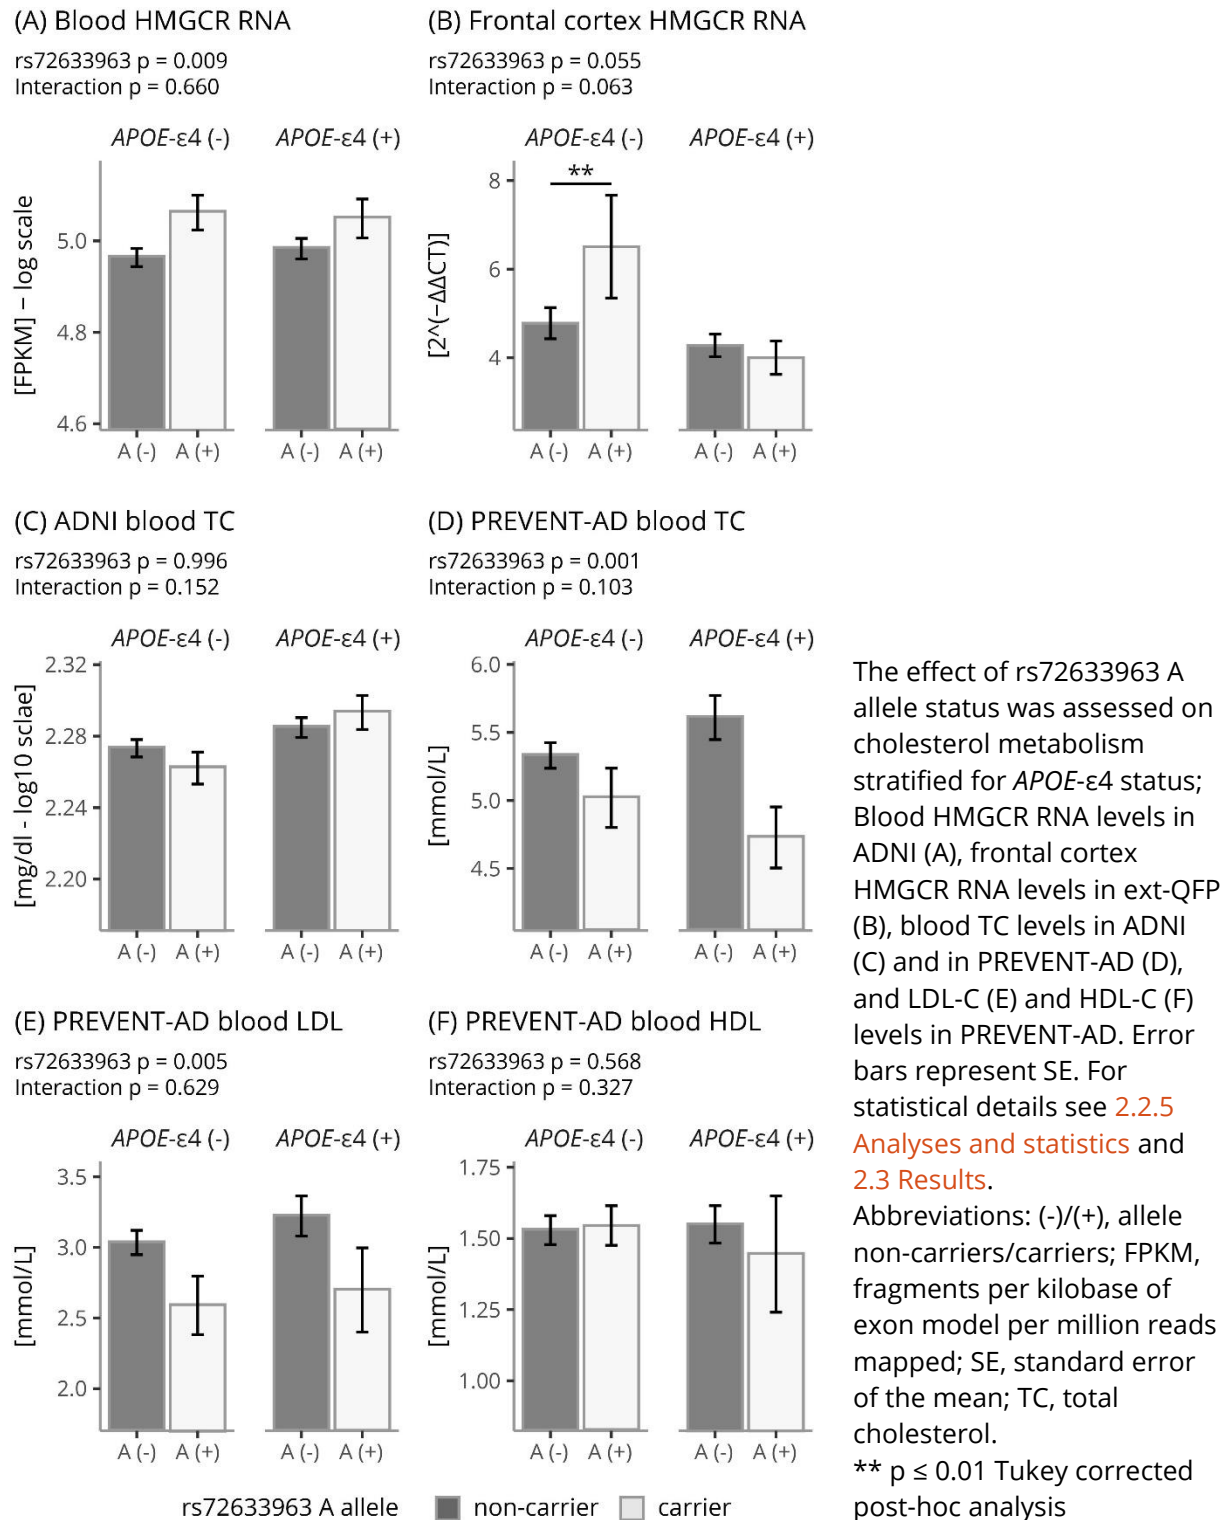 (A) Blood HMGCR RNA
rs72633963 p = 0.009
Interaction p = 0.660
APOE-ε4 (-)
APOE-ε4 (+)
[FPKM] – log scale
5.0
4.8
4.6
A (-)
A (+)
A (-)
A (+)
(B) Frontal cortex HMGCR RNA
rs72633963 p = 0.055
Interaction p = 0.063
APOE-ε4 (-)
APOE-ε4 (+)
[2^(−ΔΔCT)]
8
6
4
**
A (-)
A (+)
A (-)
A (+)
(C) ADNI blood TC
rs72633963 p = 0.996
Interaction p = 0.152
APOE-ε4 (-)
APOE-ε4 (+)
[mg/dl - log10 sclae]
2.32
2.28
2.24
2.20
A (-)
A (+)
A (-)
A (+)
(D) PREVENT-AD blood TC
rs72633963 p = 0.001
Interaction p = 0.103
APOE-ε4 (-)
APOE-ε4 (+)
[mmol/L]
6.0
5.5
5.0
4.5
A (-)
A (+)
A (-)
A (+)
(E) PREVENT-AD blood LDL
rs72633963 p = 0.005
Interaction p = 0.629
APOE-ε4 (-)
APOE-ε4 (+)
[mmol/L]
3.5
3.0
2.5
2.0
A (-)
A (+)
A (-)
A (+)
(F) PREVENT-AD blood HDL
rs72633963 p = 0.568
Interaction p = 0.327
APOE-ε4 (-)
APOE-ε4 (+)
[mmol/L]
1.75
1.50
1.25
1.00
A (-)
A (+)
A (-)
A (+)
rs72633963 A allele
non-carrier
carrier
The effect of rs72633963 A
allele status was assessed on
cholesterol metabolism
stratified for APOE-ε4 status;
Blood HMGCR RNA levels in
ADNI (A), frontal cortex
HMGCR RNA levels in ext-QFP
(B), blood TC levels in ADNI
(C) and in PREVENT-AD (D),
and LDL-C (E) and HDL-C (F)
levels in PREVENT-AD. Error
bars represent SE. For
statistical details see 2.2.5
Analyses and statistics and
2.3 Results.
Abbreviations: (-)/(+), allele
non-carriers/carriers; FPKM,
fragments per kilobase of
exon model per million reads
mapped; SE, standard error
of the mean; TC, total
cholesterol.
** p ≤ 0.01 Tukey corrected
post-hoc analysis